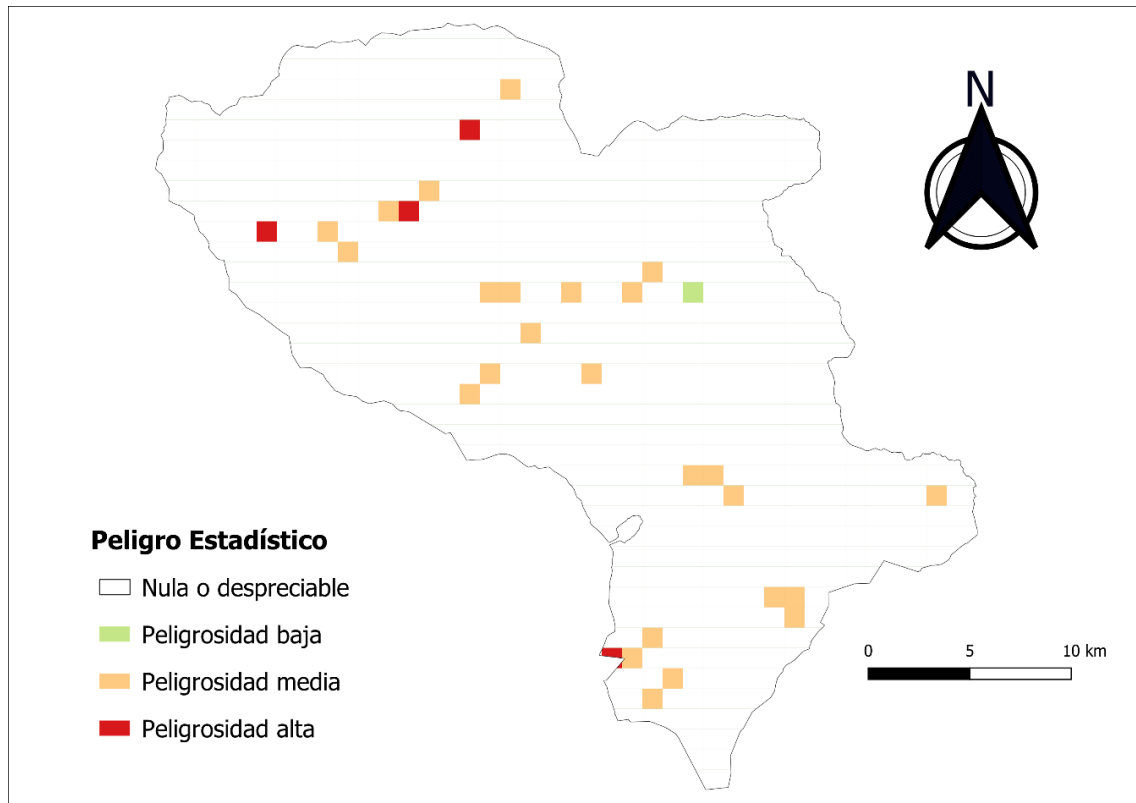 N
Peligro Estadístico
Nula o despreciable
Peligrosidad baja
Peligrosidad media
Peligrosidad alta
0 5 10 km